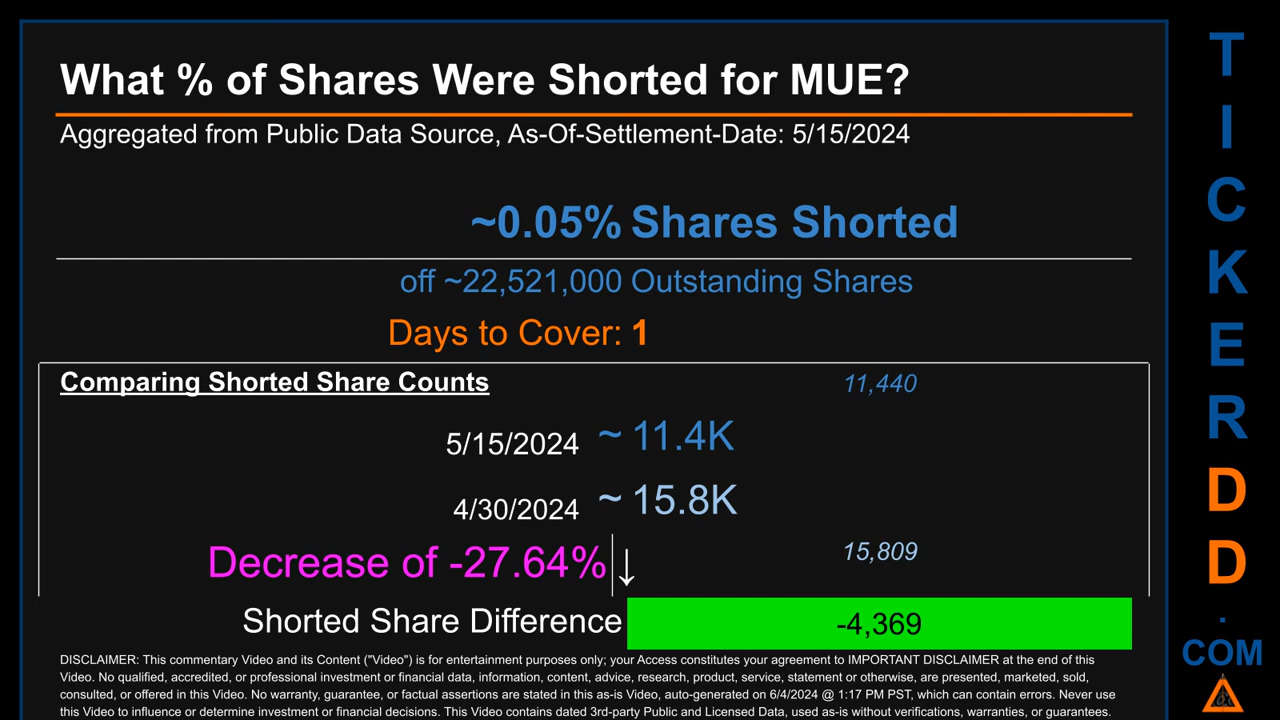 What % of Shares Were Shorted for MUE?
Aggregated from Public Data Source, As-Of-Settlement-Date: 5/15/2024
~0.05% Shares Shorted
off ~22,521,000 Outstanding Shares
Days to Cover: 1
Comparing Shorted Share Counts
11,440
5/15/2024 ~ 11.4K
4/30/2024 ~ 15.8K
15,809
Decrease of -27.64% ↓
Shorted Share Difference -4,369
DISCLAIMER: This commentary Video and its Content ("Video") is for entertainment purposes only; your Access constitutes your agreement to IMPORTANT DISCLAIMER at the end of this
Video. No qualified, accredited, or professional investment or financial data, information, content, advice, research, product, service, statement or otherwise, are presented, marketed, sold,
consulted, or offered in this Video. No warranty, guarantee, or factual assertions are stated in this as-is Video, auto-generated on 6/4/2024 @ 1:17 PM PST, which can contain errors. Never use
this Video to influence or determine investment or financial decisions. This Video contains dated 3rd-party Public and Licensed Data, used as-is without verifications, warranties, or guarantees.
T
I
C
K
E
R
D
D
.
COM